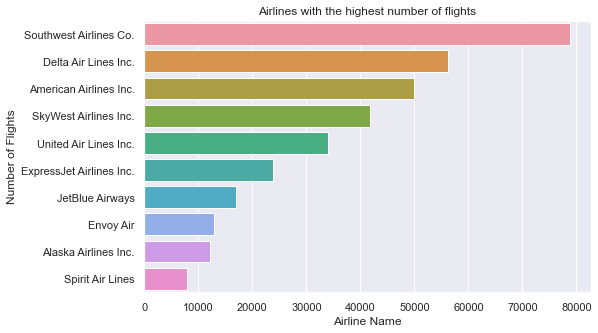 Airlines with the highest number of flights
Number of Flights
Southwest Airlines Co.
Delta Air Lines Inc.
American Airlines Inc.
SkyWest Airlines Inc.
United Air Lines Inc.
ExpressJet Airlines Inc.
JetBlue Airways
Envoy Air
Alaska Airlines Inc.
Spirit Air Lines
0 10000 20000 30000 40000 50000 60000 70000 80000
Airline Name